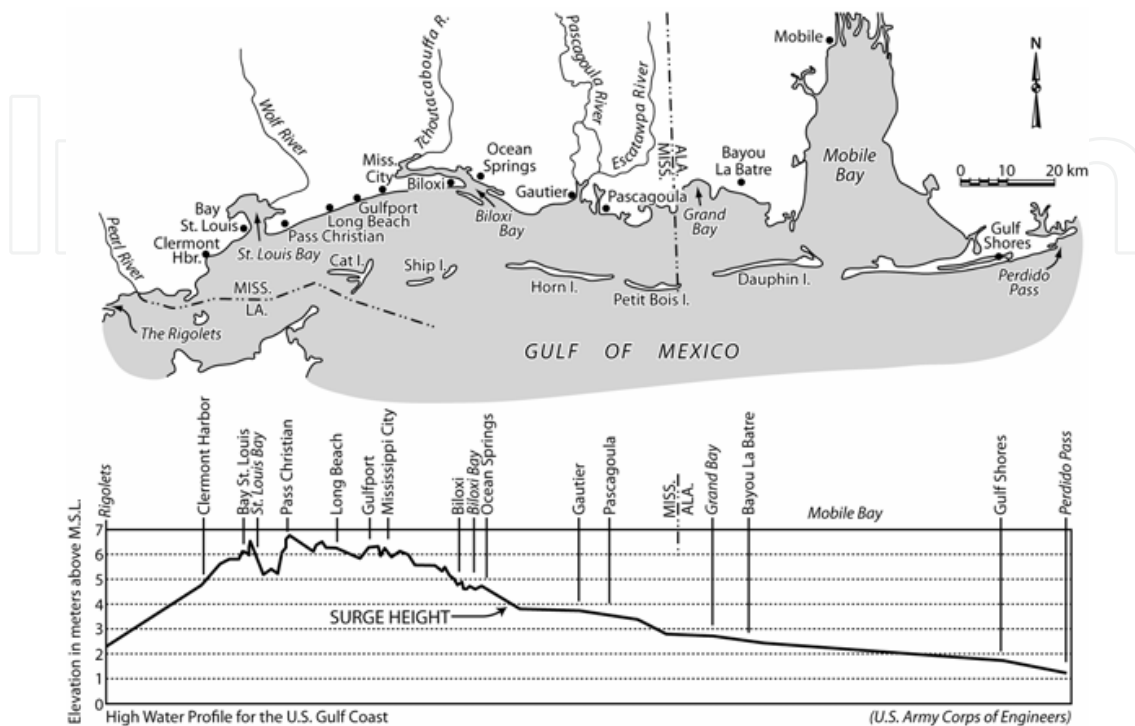 Mobile
N
Wolf River
Tchoutacabouffa R.
Pascagoula
River
Escatawpa River
MISS.
ALA.
Miss.
City
Ocean
Springs
Biloxi
Bayou
La Batre
Mobile
Bay
0 10 20 km
Gautier
Pascagoula
Grand
Bay
Pearl River
Bay
St. Louis
Clermont
Hbr.
Gulfport
Long Beach
Pass Christian
St. Louis Bay
Biloxi
Bay
Gulf
Shores
Perdido
Pass
Cat I.
Ship I.
Horn I.
Petit Bois I.
Dauphin I.
MISS.
LA.
The Rigolets
GULF OF MEXICO
Rigolets
Clermont Harbor
Bay St. Louis
St. Louis Bay
Pass Christian
Long Beach
Gulfport
Mississippi City
Biloxi
Biloxi Bay
Ocean Springs
Gautier
Pascagoula
MISS.
ALA.
Grand Bay
Bayou La Batre
Mobile Bay
Gulf Shores
Perdido Pass
Elevation in meters above M.S.L.
7
6
5
4
3
2
1
0
SURGE HEIGHT
High Water Profile for the U.S. Gulf Coast
(U.S. Army Corps of Engineers)